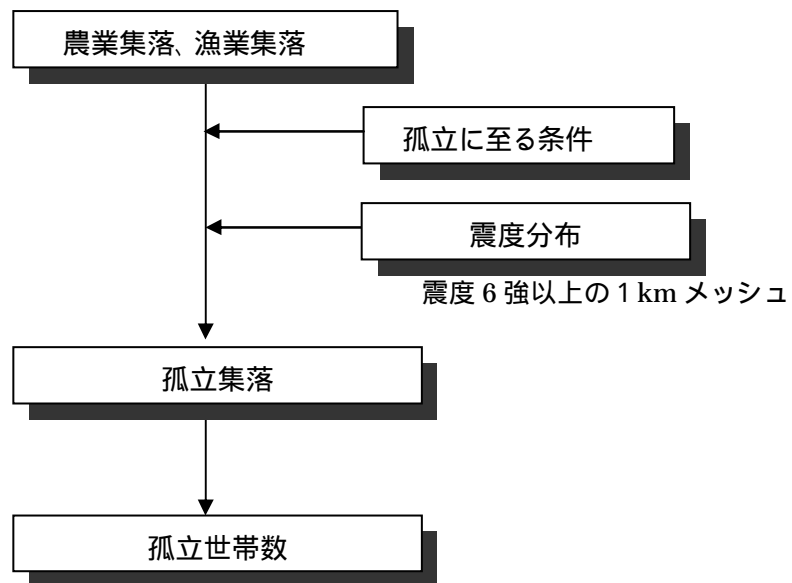 農業集落、漁業集落
孤立に至る条件
震度分布
震度6強以上の1kmメッシュ
孤立集落
孤立世帯数